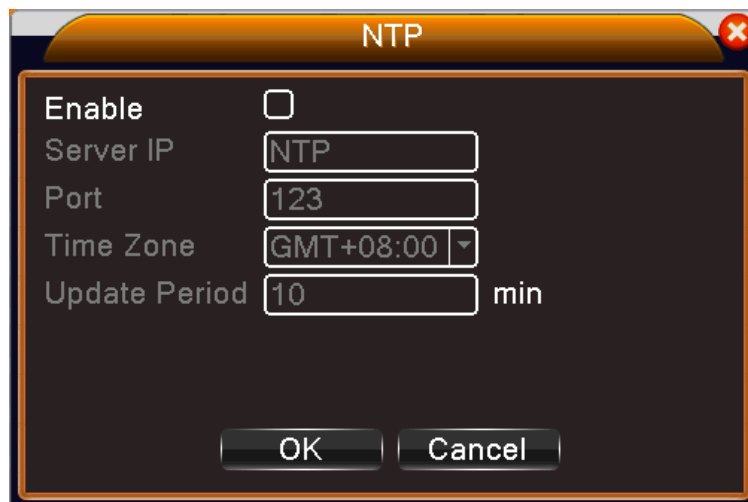 NTP
Enable
Server IP NTP
Port 123
Time Zone GMT+08:00
Update Period 10 min
OK Cancel